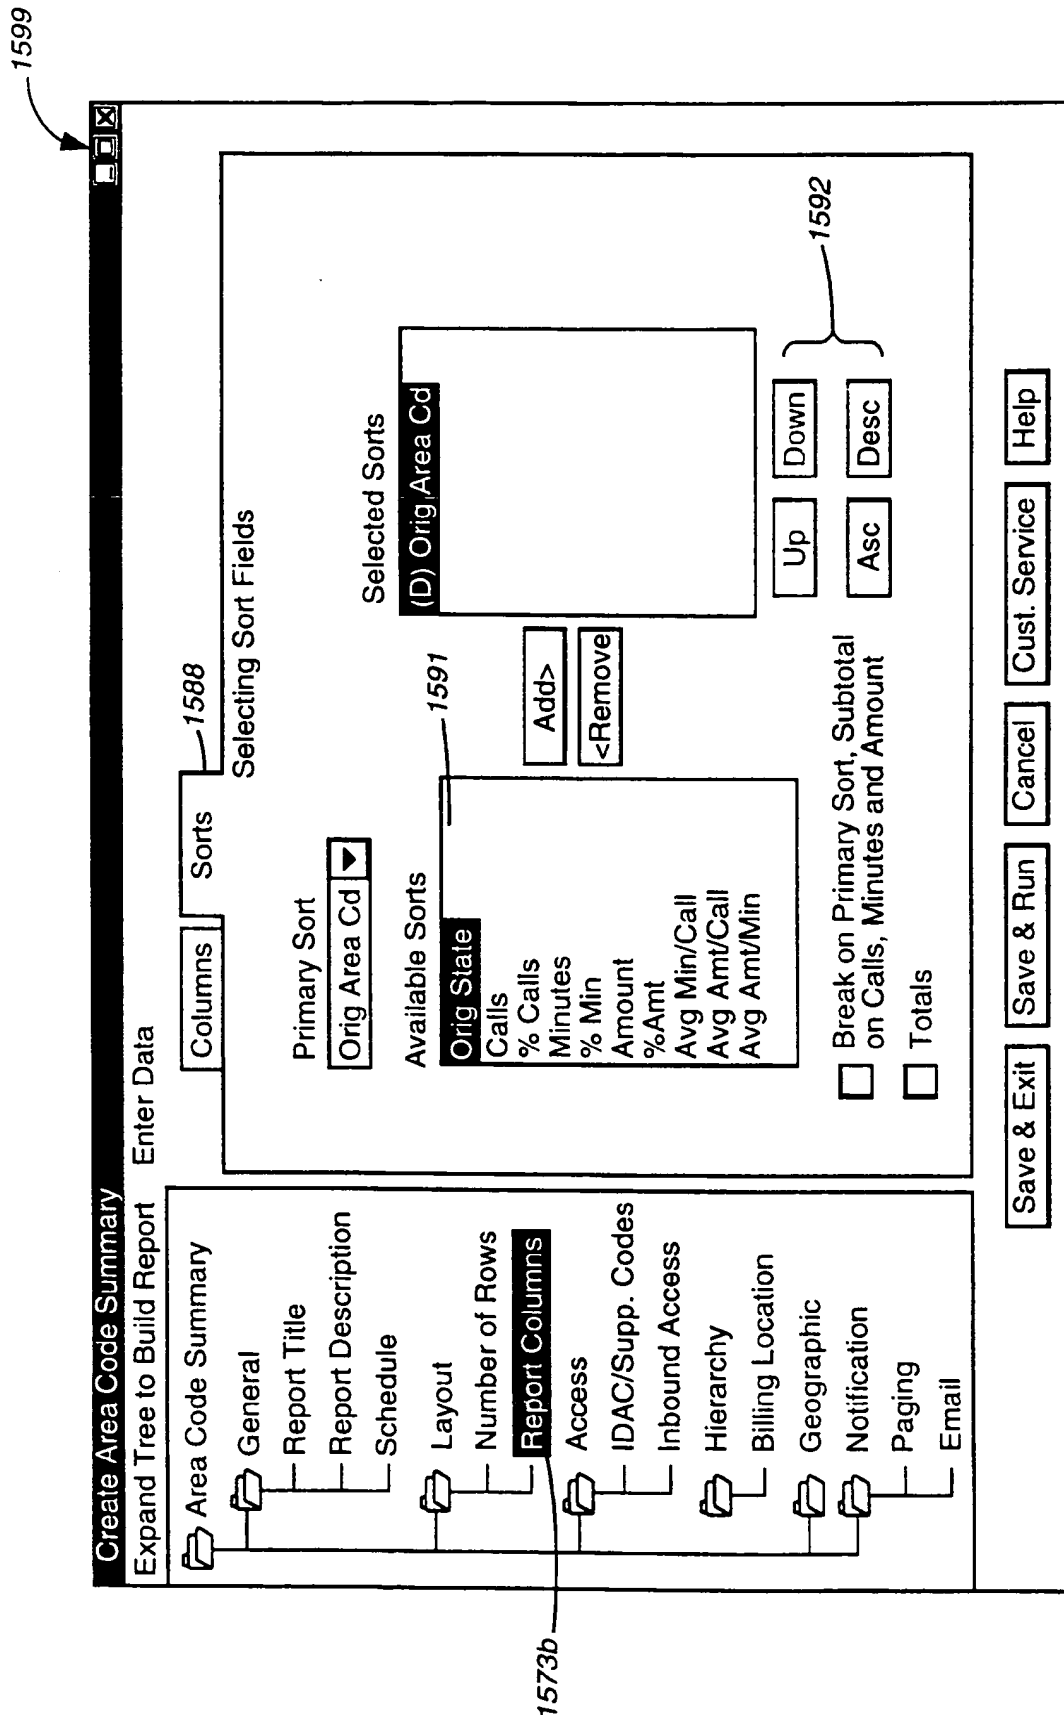 1599
Create Area Code Summary
Expand Tree to Build Report
Enter Data
Area Code Summary
General
Report Title
Report Description
Schedule
Layout
Number of Rows
Report Columns
Access
IDAC/Supp. Codes
Inbound Access
Hierarchy
Billing Location
Geographic
Notification
Paging
Email
1573b
Columns
Sorts
1588
Selecting Sort Fields
Primary Sort
Orig Area Cd
Available Sorts
Orig State
Calls
% Calls
Minutes
% Min
Amount
%Amt
Avg Min/Call
Avg Amt/Call
Avg Amt/Min
1591
Add>
<Remove
Selected Sorts
(D) Orig Area Cd
Up
Down
Asc
Desc
1592
Break on Primary Sort, Subtotal
on Calls, Minutes and Amount
Totals
Save & Exit
Save & Run
Cancel
Cust. Service
Help